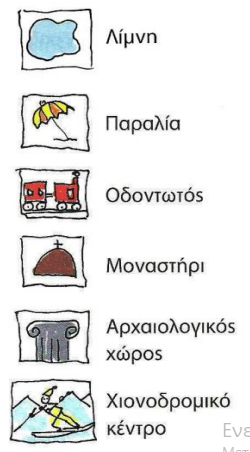 Λίμνη
Παραλία
Οδοντωτός
Μοναστήρι
Αρχαιολογικός
χώρος
Χιονοδρομικό
κέντρο